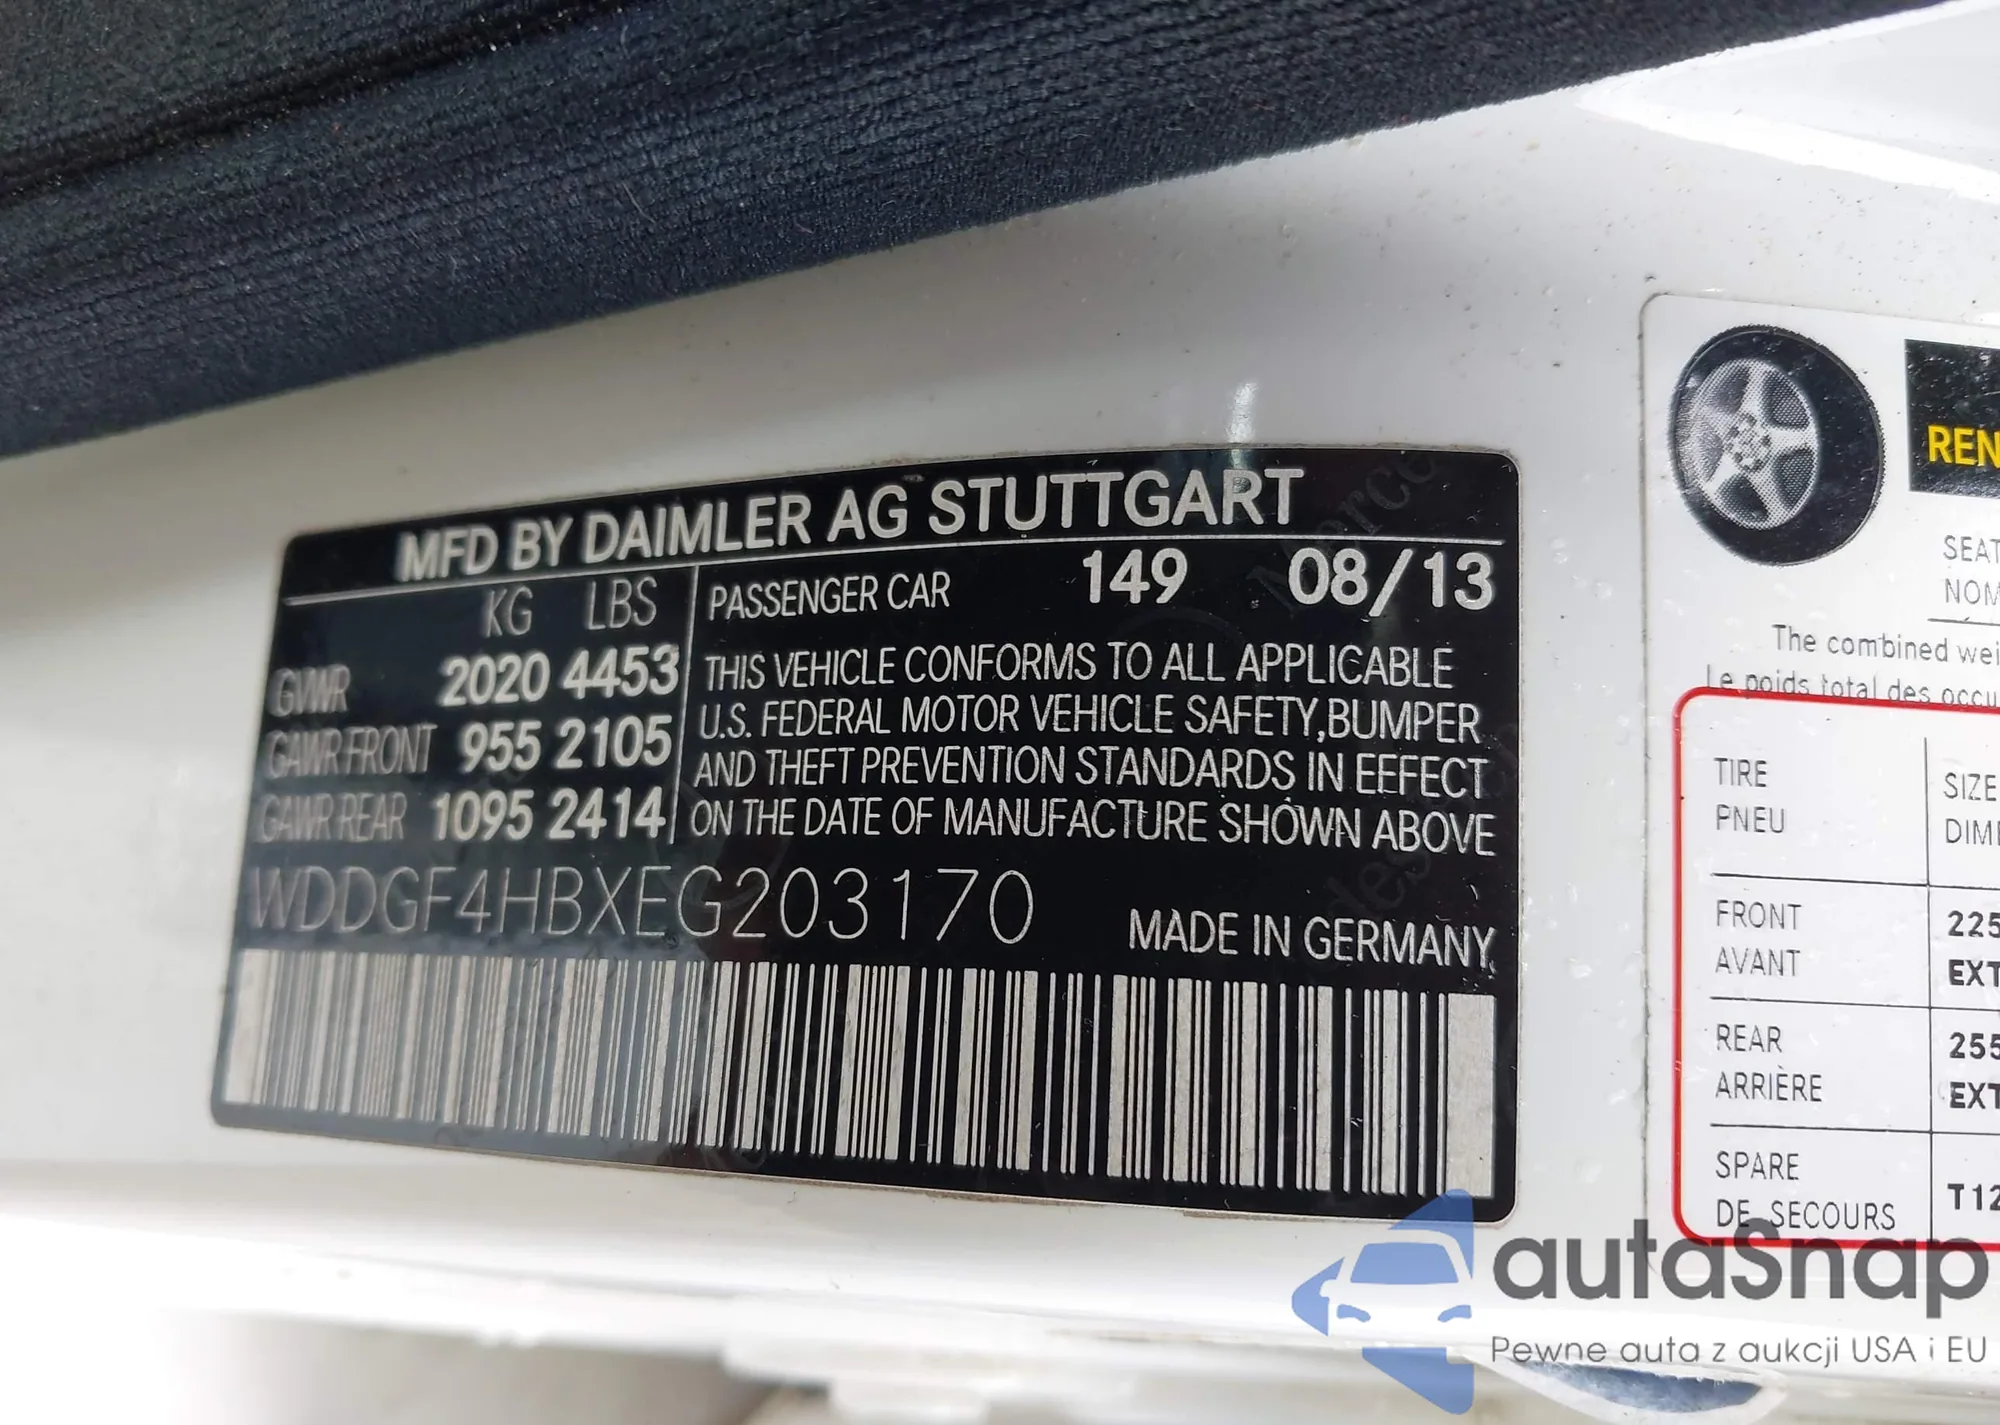 MFD BY DAIMLER AG STUTTGART
KG LBS
GVWR 2020 4453
GAWR FRONT 955 2105
GAWR REAR 1095 2414
PASSENGER CAR 149 08/13
THIS VEHICLE CONFORMS TO ALL APPLICABLE
U.S. FEDERAL MOTOR VEHICLE SAFETY,BUMPER
AND THEFT PREVENTION STANDARDS IN EFFECT
ON THE DATE OF MANUFACTURE SHOWN ABOVE
WDDGF4HBXEG203170
MADE IN GERMANY
REN
SEAT
NOM
The combined wei
Le poids total des occu
TIRE
PNEU
SIZE
DIME
FRONT
AVANT
225
EXT
REAR
ARRIÈRE
255
EXT
SPARE
DE SECOURS
T12
autaSnap
Pewne auta z aukcji USA i EU